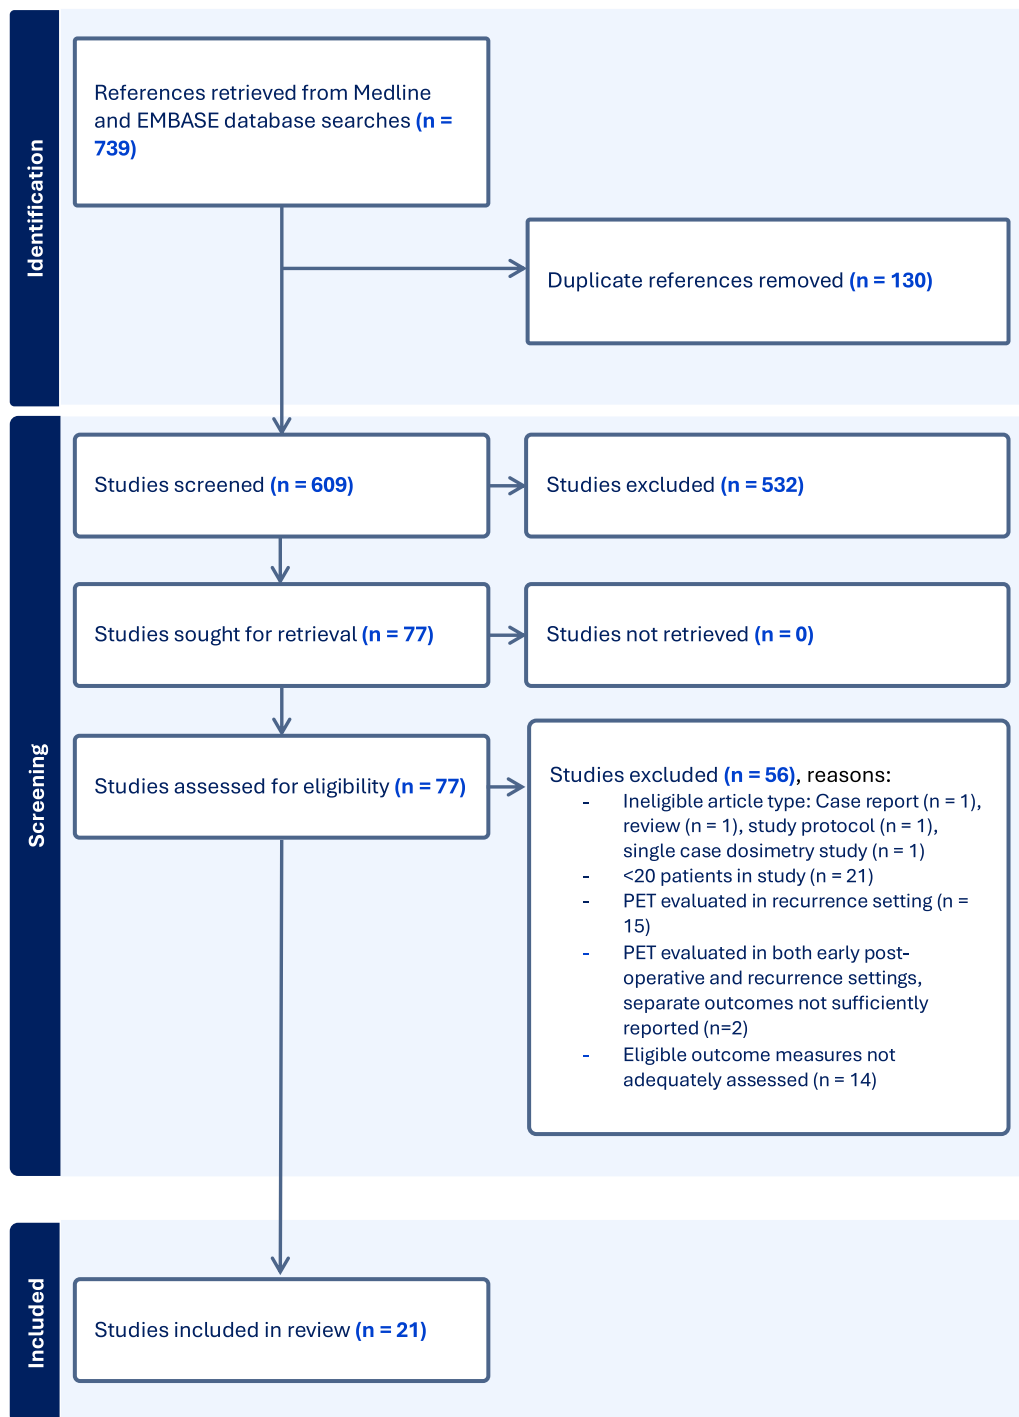 Identification
References retrieved from Medline
and EMBASE database searches (n =
739)
Duplicate references removed (n = 130)
Screening
Studies screened (n = 609)
Studies excluded (n = 532)
Studies sought for retrieval (n = 77)
Studies not retrieved (n = 0)
Studies assessed for eligibility (n = 77)
Studies excluded (n = 56), reasons:
- Ineligible article type: Case report (n = 1),
review (n = 1), study protocol (n = 1),
single case dosimetry study (n = 1)
- <20 patients in study (n = 21)
- PET evaluated in recurrence setting (n =
15)
- PET evaluated in both early post-
operative and recurrence settings,
separate outcomes not sufficiently
reported (n=2)
- Eligible outcome measures not
adequately assessed (n = 14)
Included
Studies included in review (n = 21)